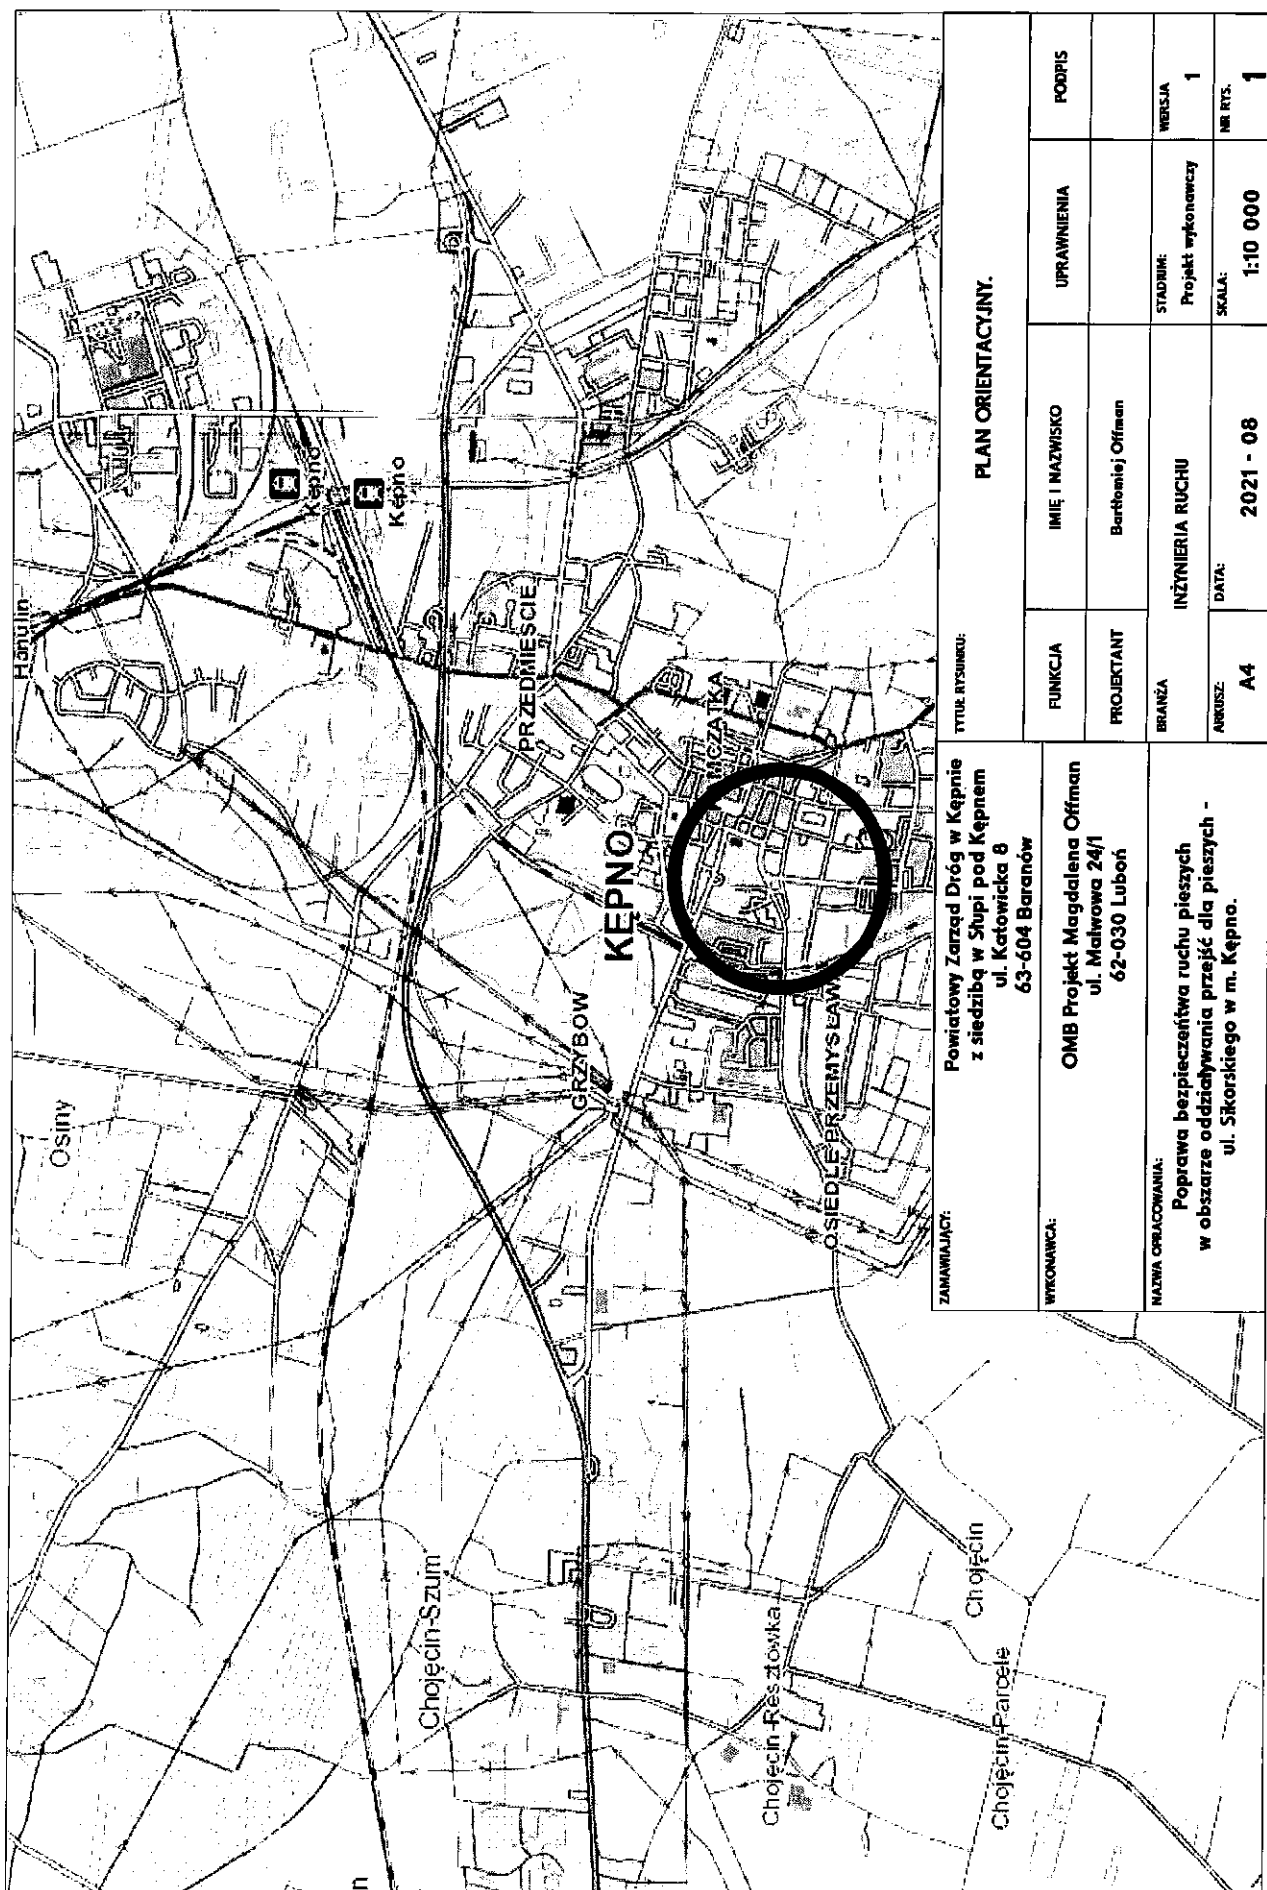 Hanulin
Kępno
Kępno
Osiny
PRZEDMIEŚCIE
KĘPNO
MCZĄTKA
GRZYBÓW
OSIEDLE PRZEMYSŁAW
Chojęcin-Szum
Chojęcin-Resztówka
Chojęcin
Chojęcin-Parcele
n
ZAMAWIAJĄCY:
Powiatowy Zarząd Dróg w Kępnie
z siedzibą w Słupi pod Kępnem
ul. Katowicka 8
63-604 Baranów
WYKONAWCA:
OMB Projekt Magdalena Offman
ul. Malwowa 24/1
62-030 Luboń
NAZWA OPRACOWANIA:
Poprawa bezpieczeństwa ruchu pieszych
w obszarze oddziaływania przejść dla pieszych -
ul. Sikorskiego w m. Kępno.
TYTUŁ RYSUNKU:
PLAN ORIENTACYJNY.
FUNKCJA
IMIĘ I NAZWISKO
UPRAWNIENIA
PODPIS
PROJEKTANT
Bartłomiej Offman
BRANŻA
INŻYNIERIA RUCHU
STADIUM:
Projekt wykonawczy
WERSJA
1
ARKUSZ:
A4
DATA:
2021 - 08
SKALA:
1:10 000
NR RYS.
1